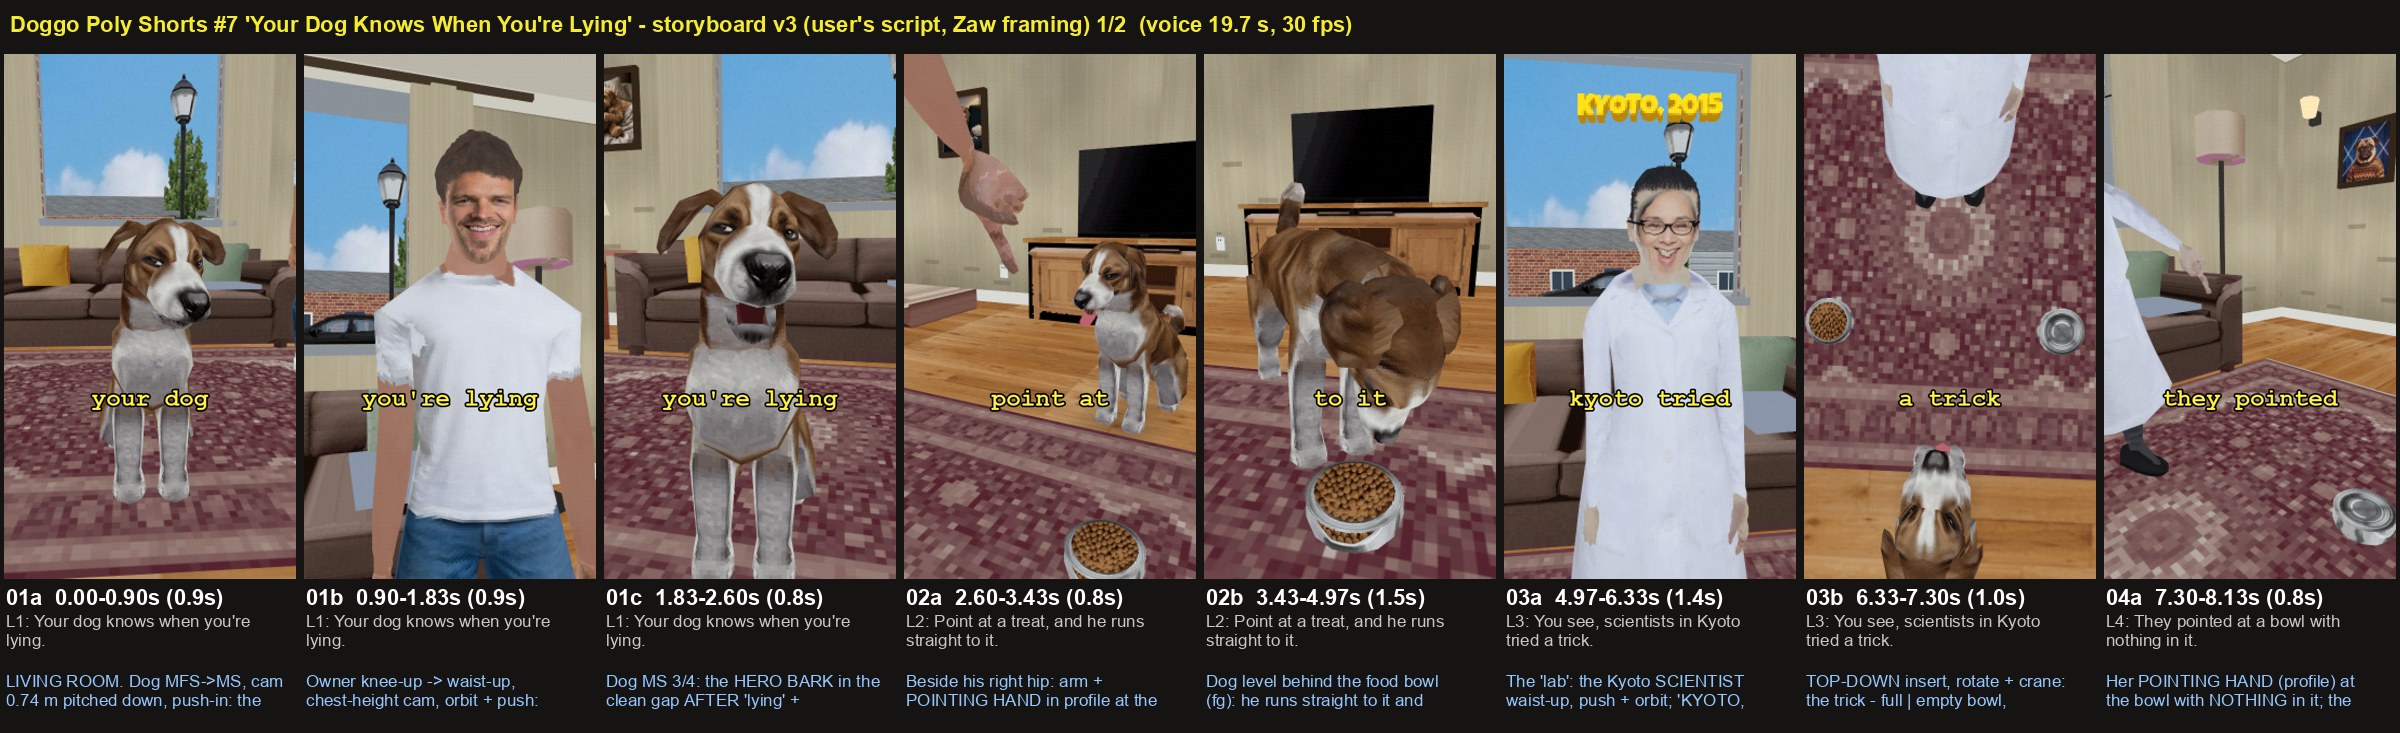 Doggo Poly Shorts #7 'Your Dog Knows When You're Lying' - storyboard v3 (user's script, Zaw framing) 1/2 (voice 19.7 s, 30 fps)
your dog
you're lying
you're lying
point at
to it
KYOTO, 2015
kyoto tried
a trick
they pointed
01a 0.00-0.90s (0.9s)
L1: Your dog knows when you're
lying.
LIVING ROOM. Dog MFS->MS, cam
0.74 m pitched down, push-in: the
01b 0.90-1.83s (0.9s)
L1: Your dog knows when you're
lying.
Owner knee-up -> waist-up,
chest-height cam, orbit + push:
01c 1.83-2.60s (0.8s)
L1: Your dog knows when you're
lying.
Dog MS 3/4: the HERO BARK in the
clean gap AFTER 'lying' +
02a 2.60-3.43s (0.8s)
L2: Point at a treat, and he runs
straight to it.
Beside his right hip: arm +
POINTING HAND in profile at the
02b 3.43-4.97s (1.5s)
L2: Point at a treat, and he runs
straight to it.
Dog level behind the food bowl
(fg): he runs straight to it and
03a 4.97-6.33s (1.4s)
L3: You see, scientists in Kyoto
tried a trick.
The 'lab': the Kyoto SCIENTIST
waist-up, push + orbit; 'KYOTO,
03b 6.33-7.30s (1.0s)
L3: You see, scientists in Kyoto
tried a trick.
TOP-DOWN insert, rotate + crane:
the trick - full | empty bowl,
04a 7.30-8.13s (0.8s)
L4: They pointed at a bowl with
nothing in it.
Her POINTING HAND (profile) at
the bowl with NOTHING in it; the